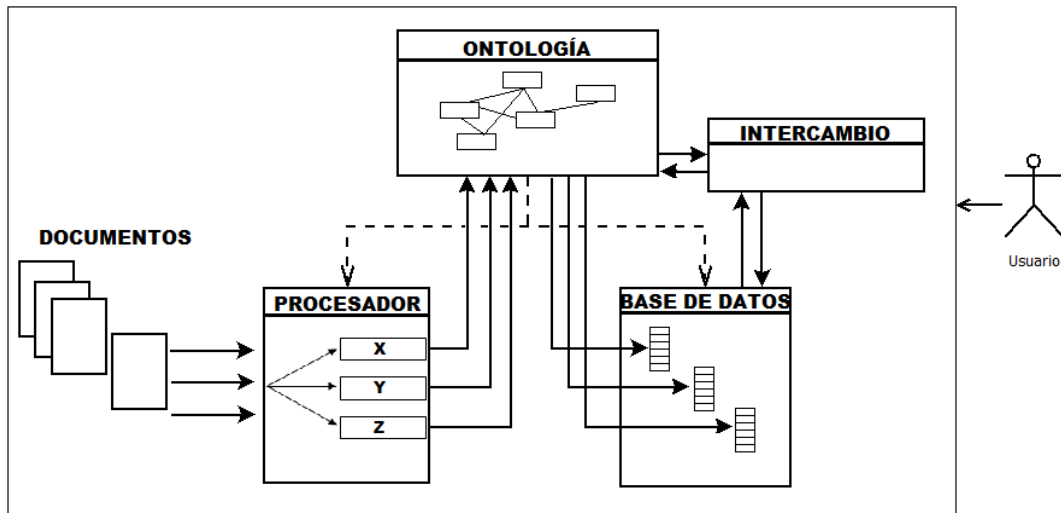 ONTOLOGÍA
INTERCAMBIO
DOCUMENTOS
Usuario
PROCESADOR
BASE DE DATOS
X
Y
Z